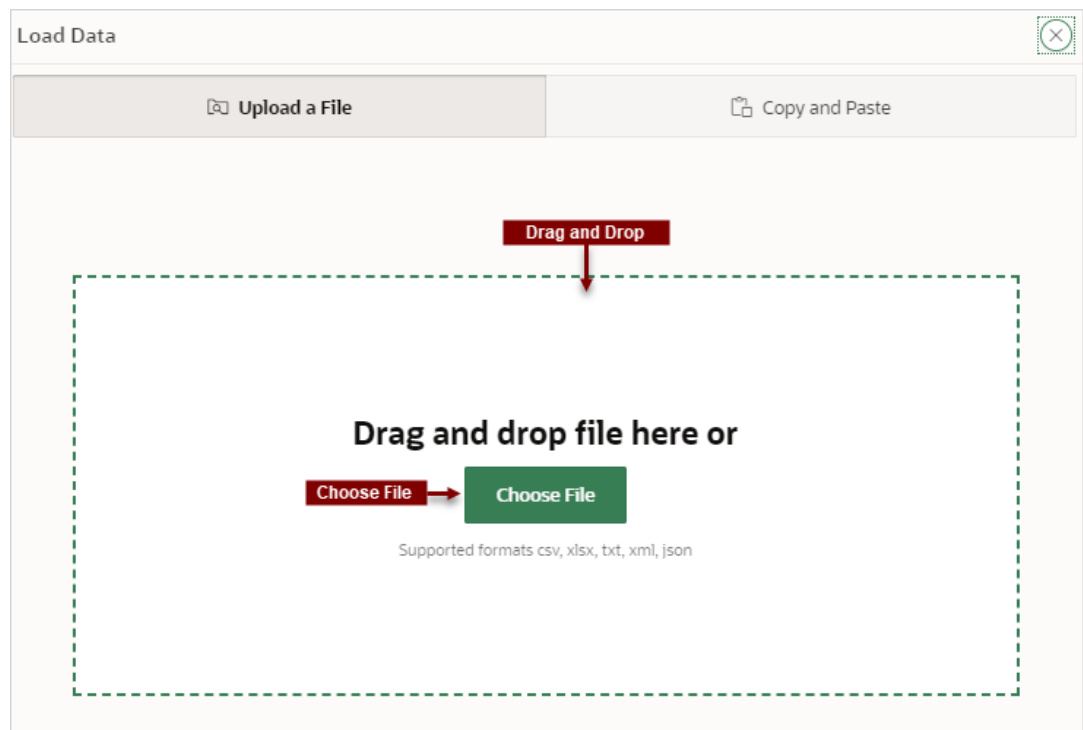 Load Data
Upload a File
Copy and Paste
Drag and Drop
Drag and drop file here or
Choose File
Choose File
Supported formats csv, xlsx, txt, xml, json